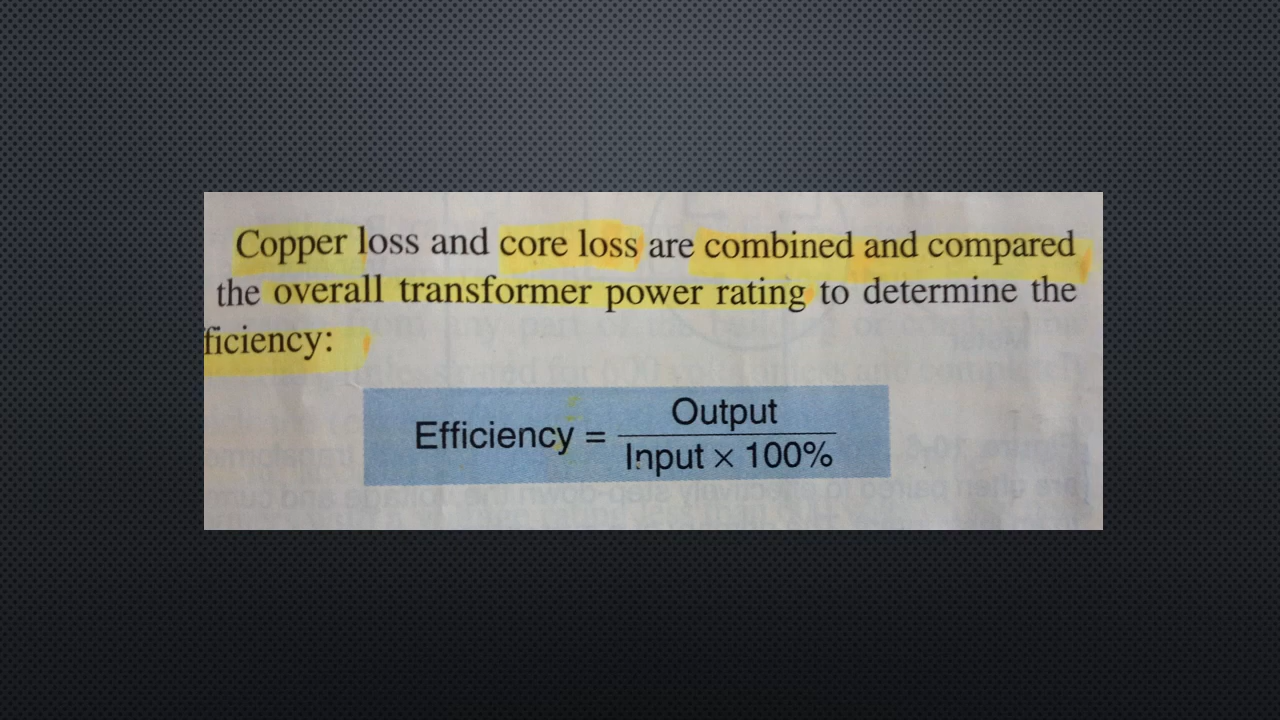 Copper loss and core loss are combined and compared
the overall transformer power rating to determine the
ficiency:
Efficiency = Output
Input × 100%